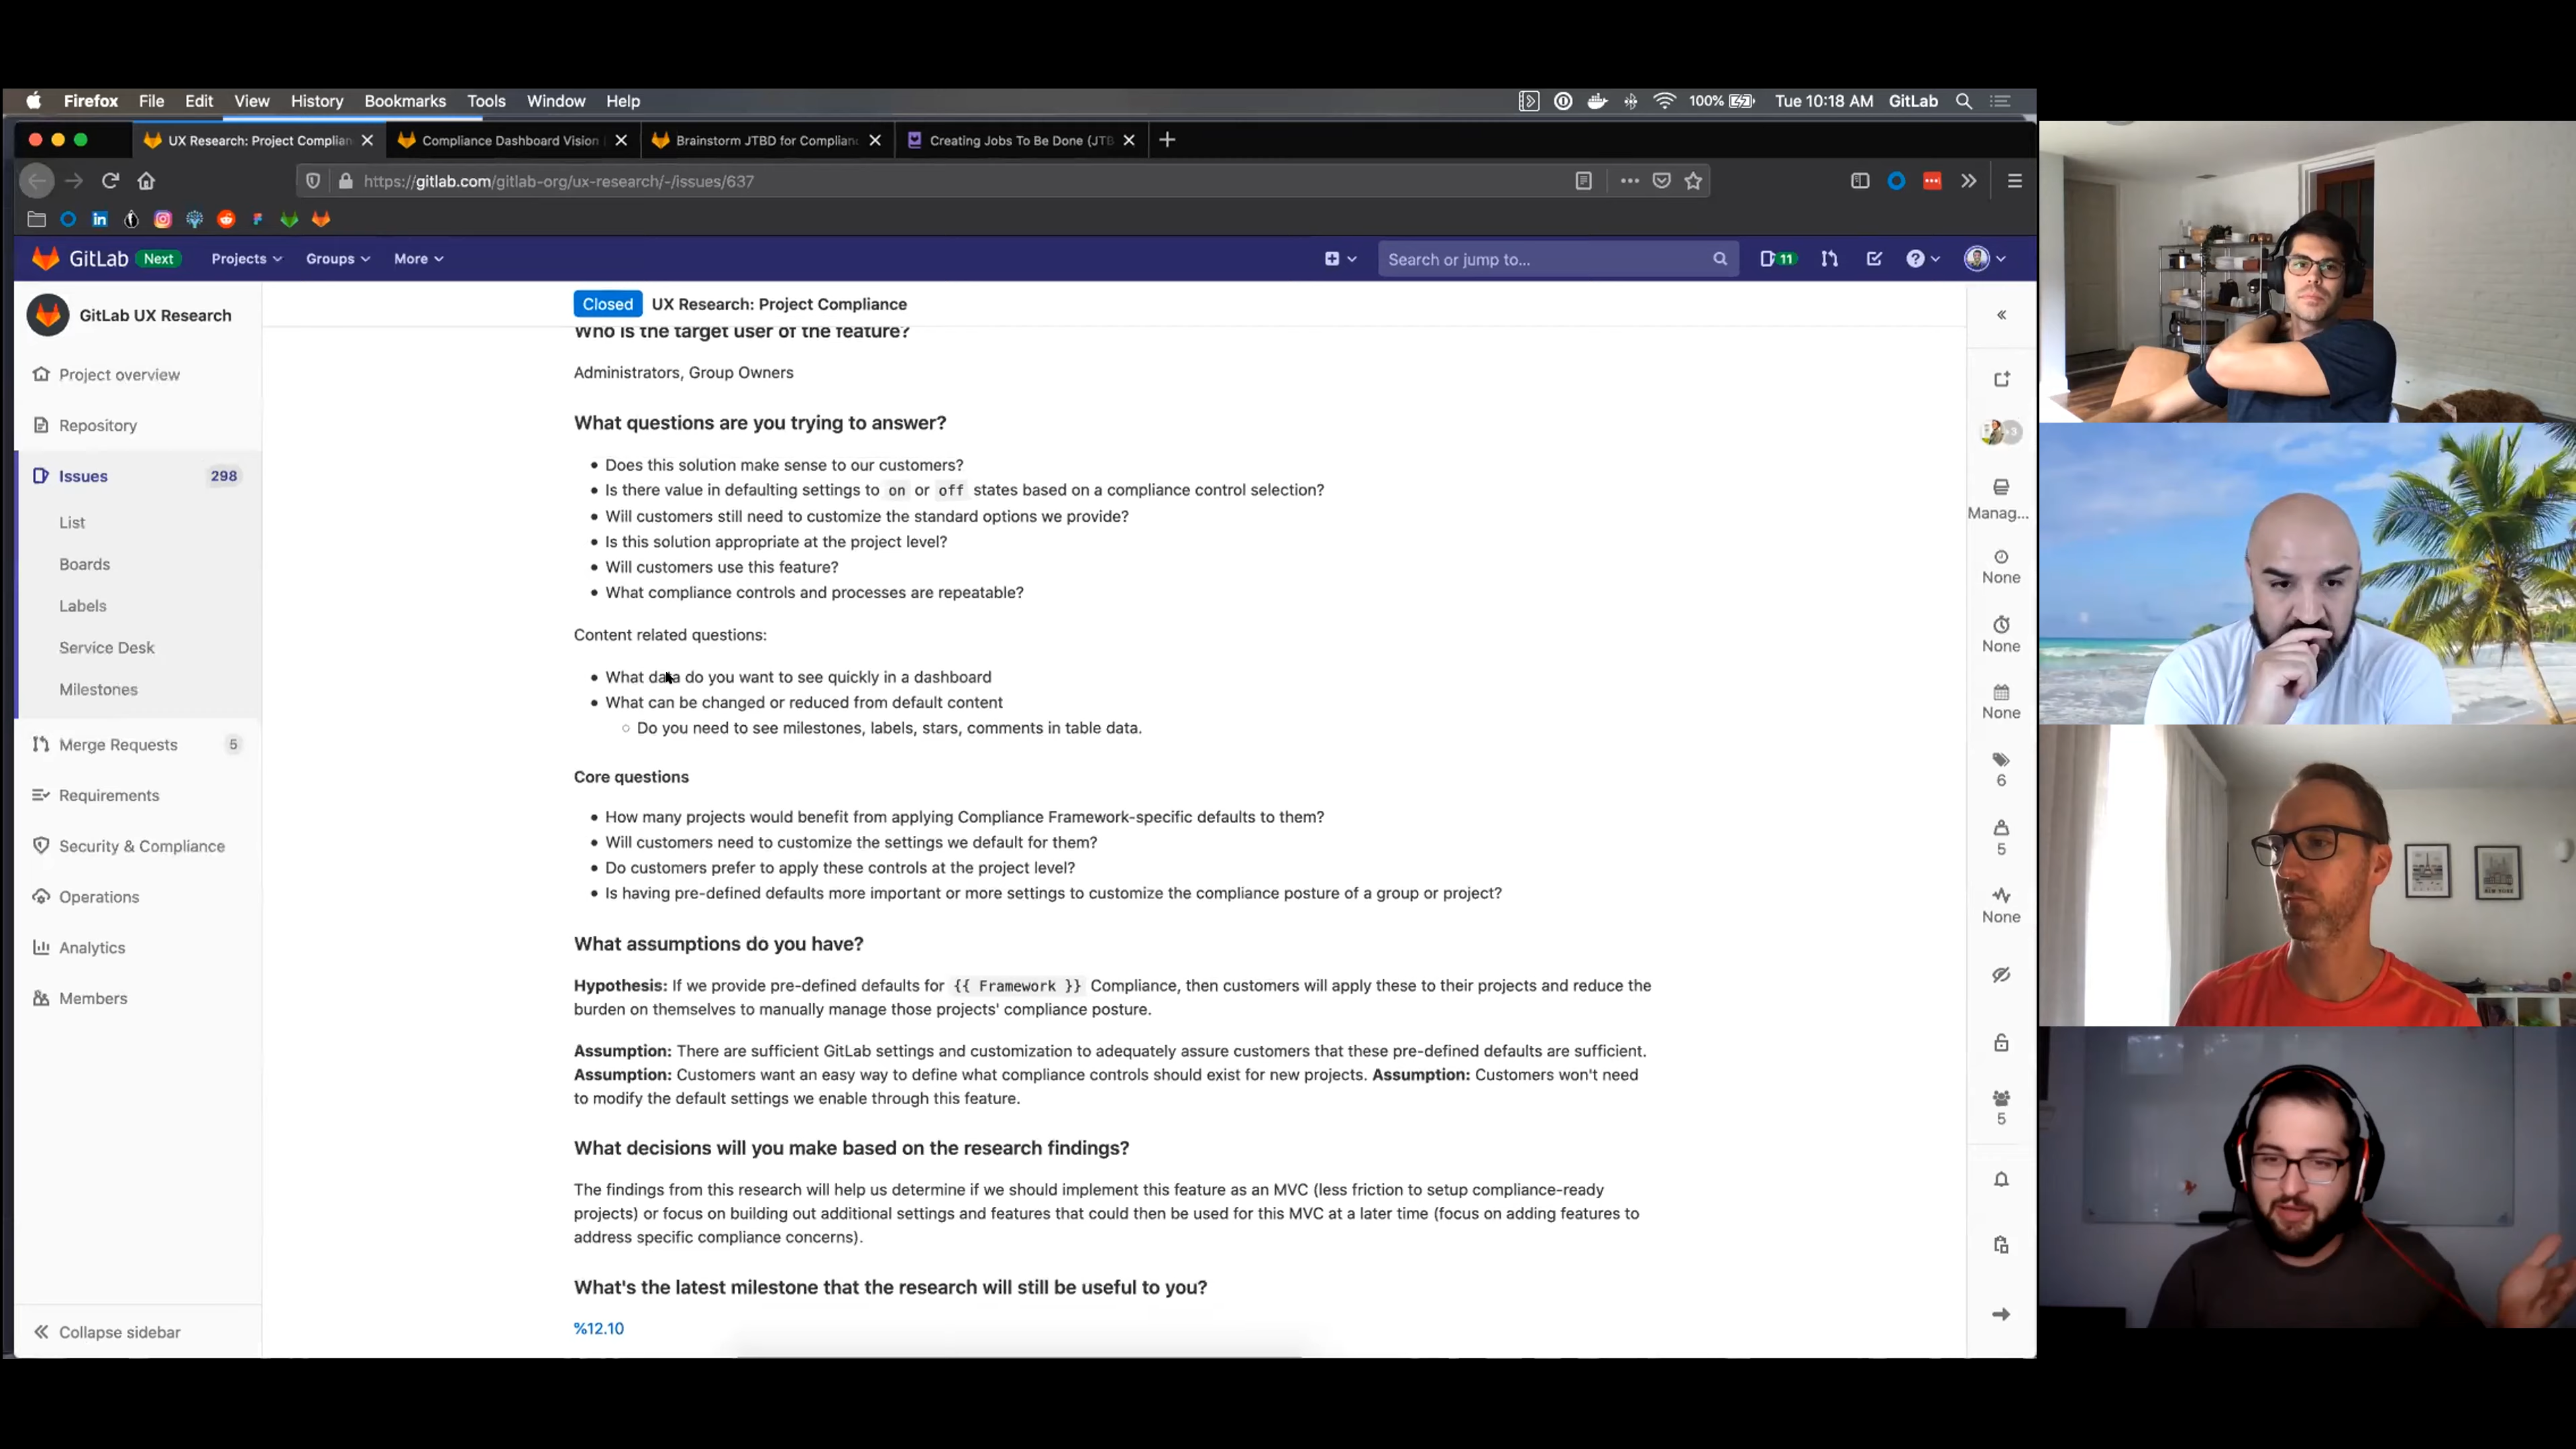 Firefox File Edit View History Bookmarks Tools Window Help 100% Tue 10:18 AM GitLab
UX Research: Project Complian Compliance Dashboard Vision Brainstorm JTBD for Complianc Creating Jobs To Be Done (JTB
https://gitlab.com/gitlab-org/ux-research/-/issues/637
GitLab Next Projects Groups More Search or jump to... 11
GitLab UX Research
Project overview
Repository
Issues 298
List
Boards
Labels
Service Desk
Milestones
Merge Requests 5
Requirements
Security & Compliance
Operations
Analytics
Members
Collapse sidebar
Closed UX Research: Project Compliance
Who is the target user of the feature?
Administrators, Group Owners
What questions are you trying to answer?
Does this solution make sense to our customers?
Is there value in defaulting settings to on or off states based on a compliance control selection?
Will customers still need to customize the standard options we provide?
Is this solution appropriate at the project level?
Will customers use this feature?
What compliance controls and processes are repeatable?
Content related questions:
What data do you want to see quickly in a dashboard
What can be changed or reduced from default content
Do you need to see milestones, labels, stars, comments in table data.
Core questions
How many projects would benefit from applying Compliance Framework-specific defaults to them?
Will customers need to customize the settings we default for them?
Do customers prefer to apply these controls at the project level?
Is having pre-defined defaults more important or more settings to customize the compliance posture of a group or project?
What assumptions do you have?
Hypothesis: If we provide pre-defined defaults for {{ Framework }} Compliance, then customers will apply these to their projects and reduce the
burden on themselves to manually manage those projects' compliance posture.
Assumption: There are sufficient GitLab settings and customization to adequately assure customers that these pre-defined defaults are sufficient.
Assumption: Customers want an easy way to define what compliance controls should exist for new projects. Assumption: Customers won't need
to modify the default settings we enable through this feature.
What decisions will you make based on the research findings?
The findings from this research will help us determine if we should implement this feature as an MVC (less friction to setup compliance-ready
projects) or focus on building out additional settings and features that could then be used for this MVC at a later time (focus on adding features to
address specific compliance concerns).
What's the latest milestone that the research will still be useful to you?
%12.10
+3
Manag...
None
None
None
6
5
None
5